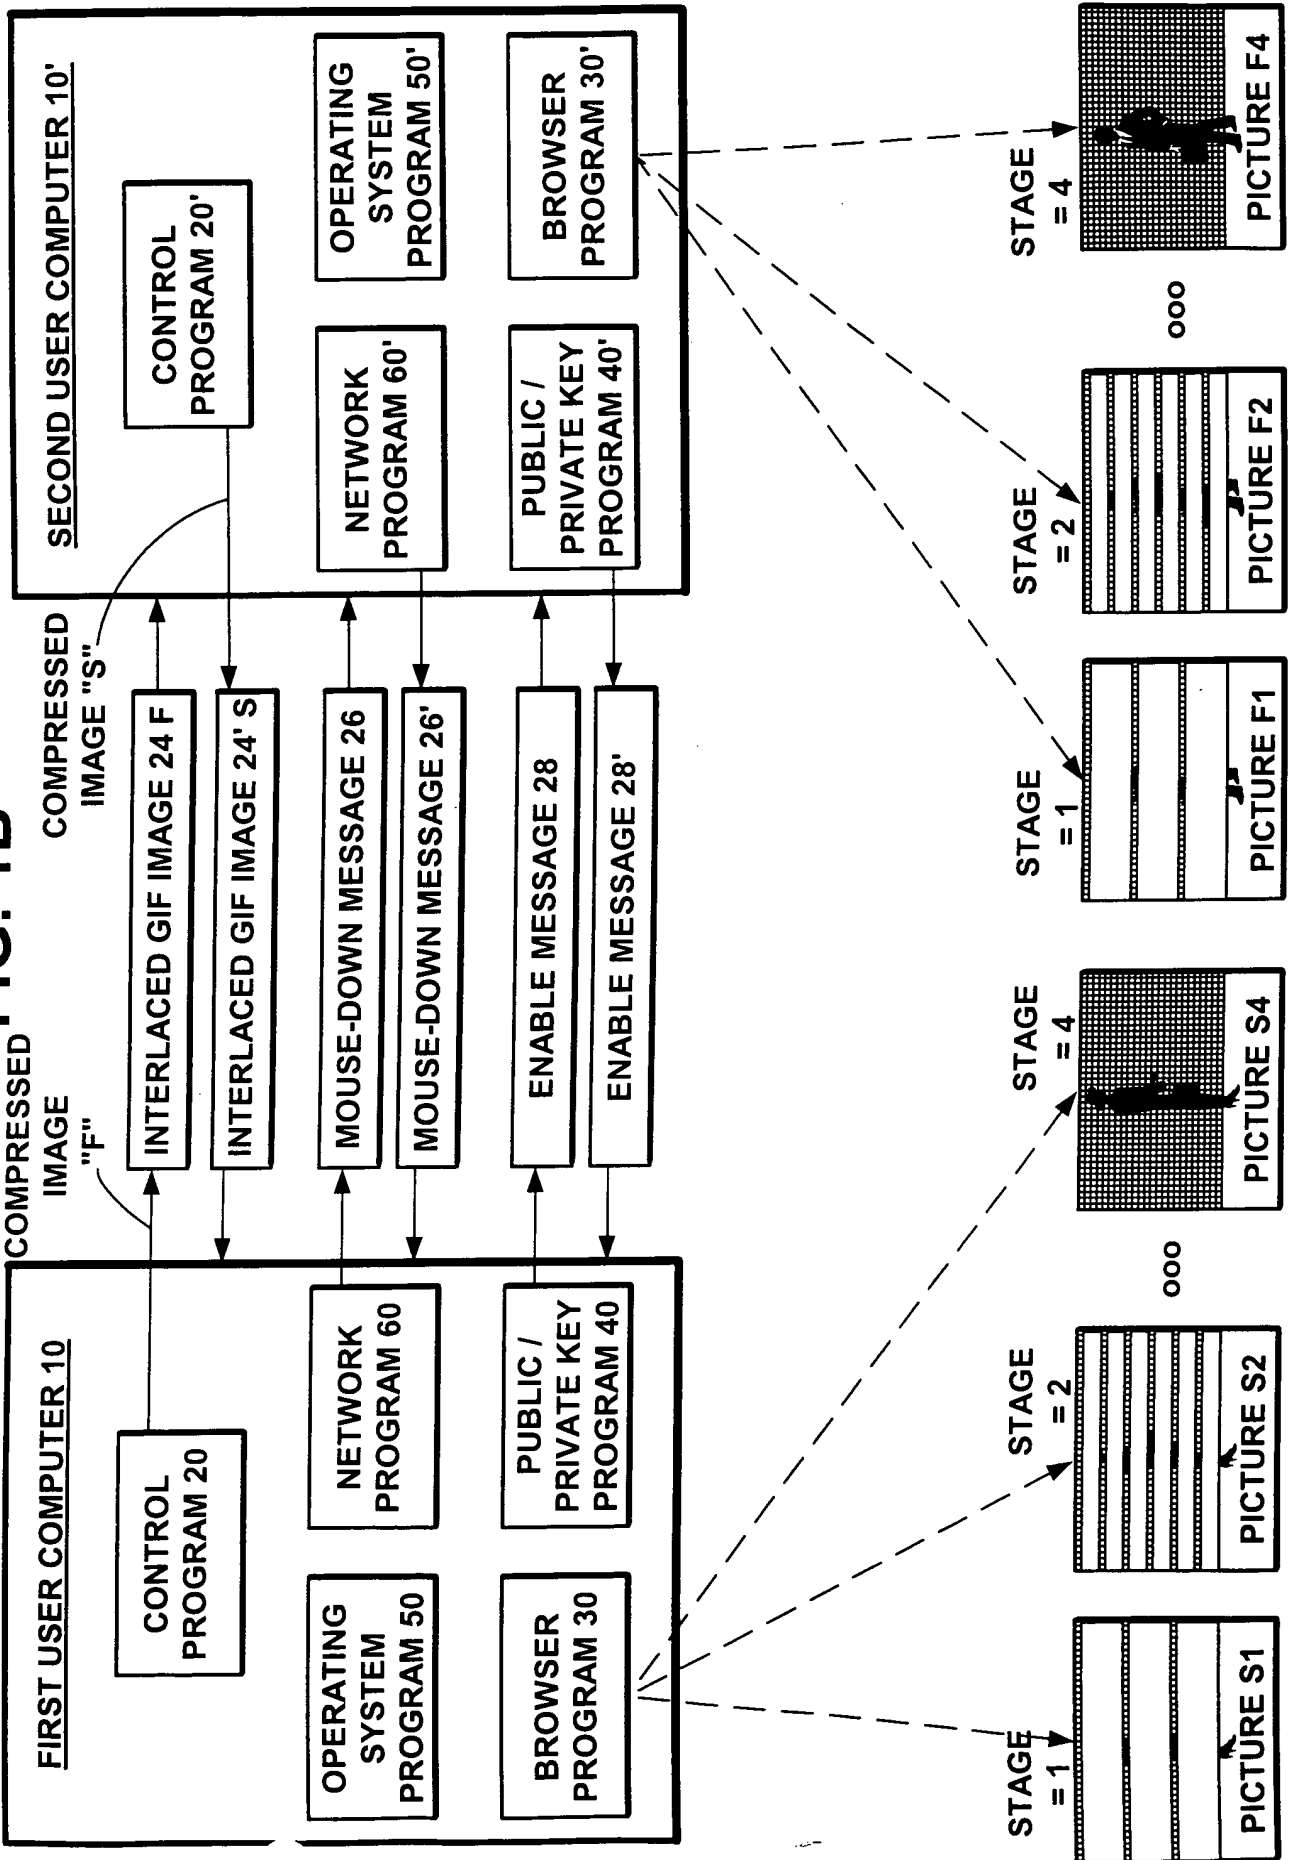 FIG. 1B
COMPRESSED
IMAGE
"F"
COMPRESSED
IMAGE "S"
FIRST USER COMPUTER 10
CONTROL
PROGRAM 20
OPERATING
SYSTEM
PROGRAM 50
NETWORK
PROGRAM 60
BROWSER
PROGRAM 30
PUBLIC /
PRIVATE KEY
PROGRAM 40
INTERLACED GIF IMAGE 24 F
INTERLACED GIF IMAGE 24' S
MOUSE-DOWN MESSAGE 26
MOUSE-DOWN MESSAGE 26'
ENABLE MESSAGE 28
ENABLE MESSAGE 28'
SECOND USER COMPUTER 10'
CONTROL
PROGRAM 20'
NETWORK
PROGRAM 60'
OPERATING
SYSTEM
PROGRAM 50'
PUBLIC /
PRIVATE KEY
PROGRAM 40'
BROWSER
PROGRAM 30'
STAGE
= 1
PICTURE S1
STAGE
= 2
PICTURE S2
ooo
STAGE
= 4
PICTURE S4
STAGE
= 1
PICTURE F1
STAGE
= 2
PICTURE F2
ooo
STAGE
= 4
PICTURE F4